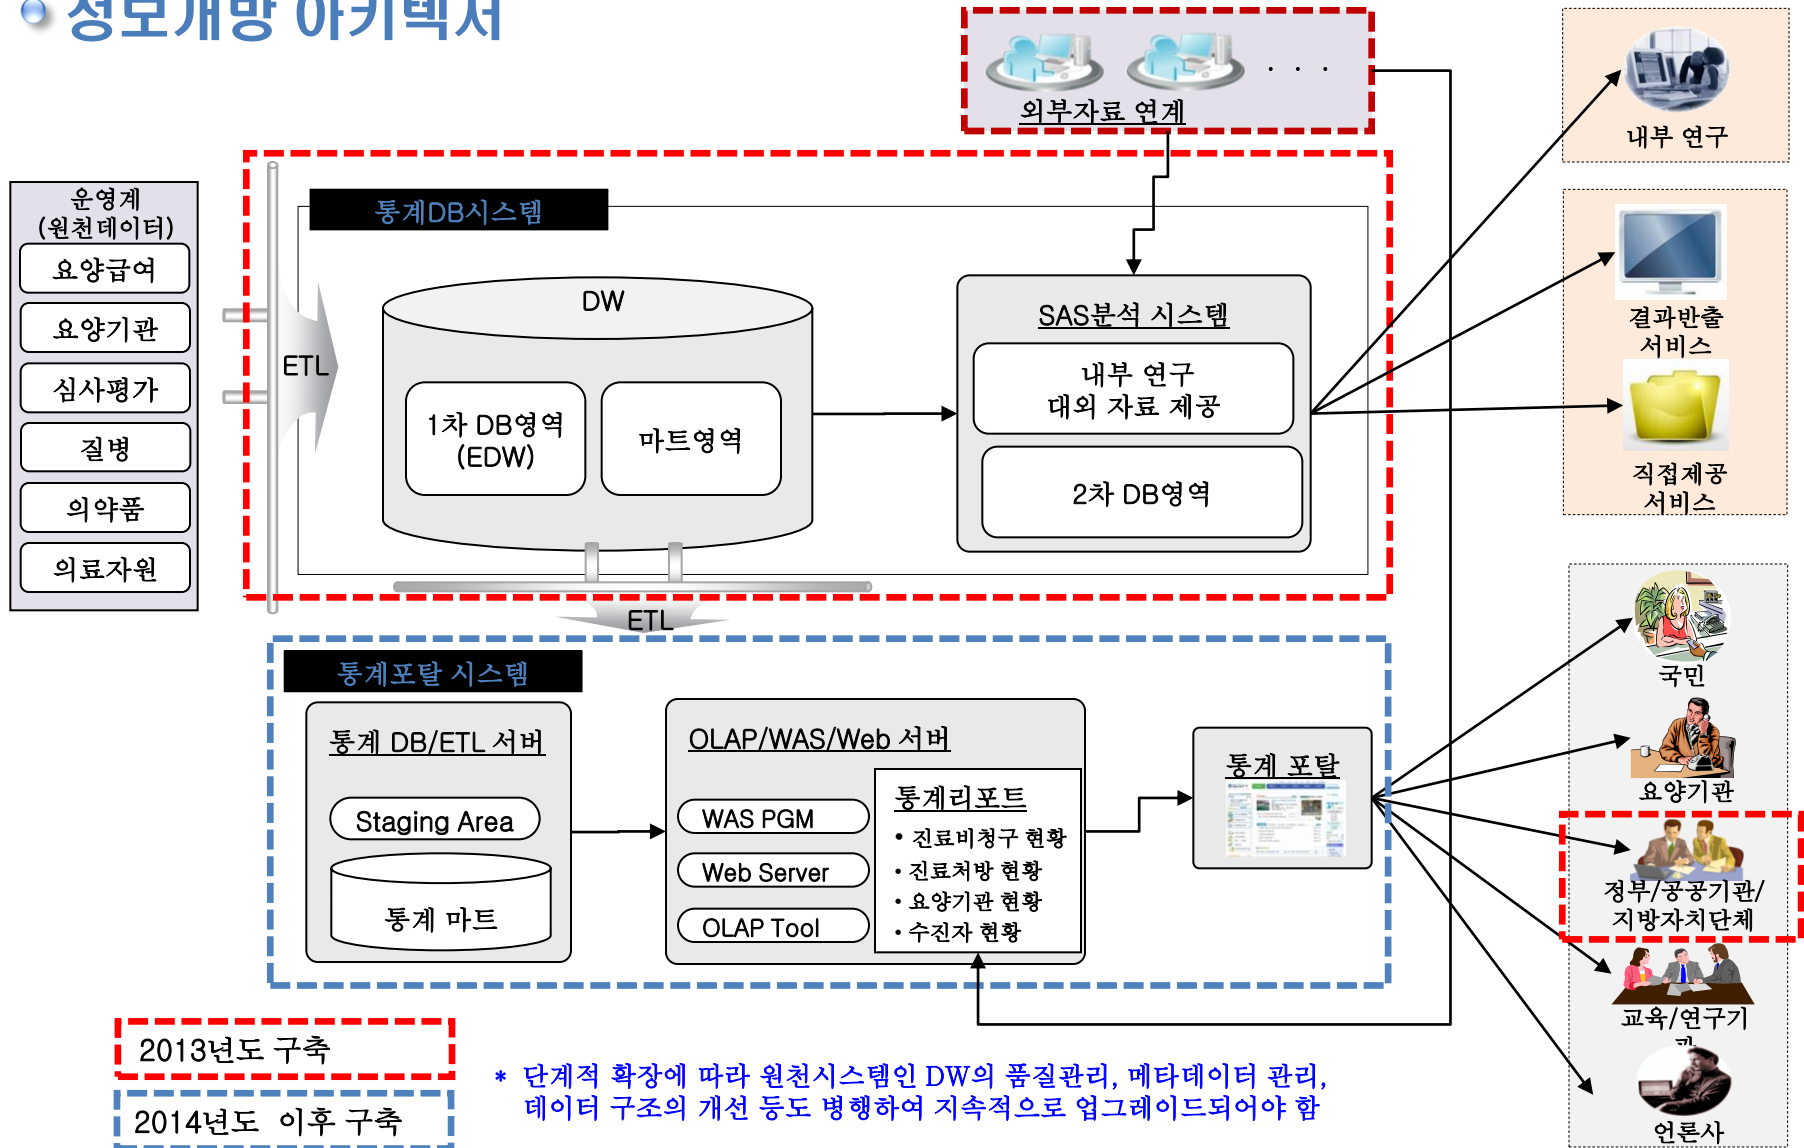 정보개방 아키텍처
외부자료 연계
. . .
내부 연구
운영계
(원천데이터)
요양급여
요양기관
심사평가
질병
의약품
의료자원
ETL
통계DB시스템
DW
1차 DB영역
(EDW)
마트영역
SAS분석 시스템
내부 연구
대외 자료 제공
2차 DB영역
결과반출
서비스
직접제공
서비스
ETL
통계포탈 시스템
통계 DB/ETL 서버
Staging Area
통계 마트
OLAP/WAS/Web 서버
WAS PGM
Web Server
OLAP Tool
통계리포트
• 진료비청구 현황
• 진료처방 현황
• 요양기관 현황
• 수진자 현황
통계 포탈
국민
요양기관
정부/공공기관/
지방자치단체
교육/연구기
관
언론사
2013년도 구축
2014년도 이후 구축
* 단계적 확장에 따라 원천시스템인 DW의 품질관리, 메타데이터 관리,
데이터 구조의 개선 등도 병행하여 지속적으로 업그레이드되어야 함